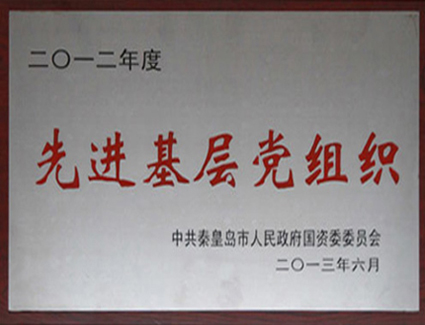 二〇一二年度
先进基层党组织
中共秦皇岛市人民政府国资委委员会
二〇一三年六月